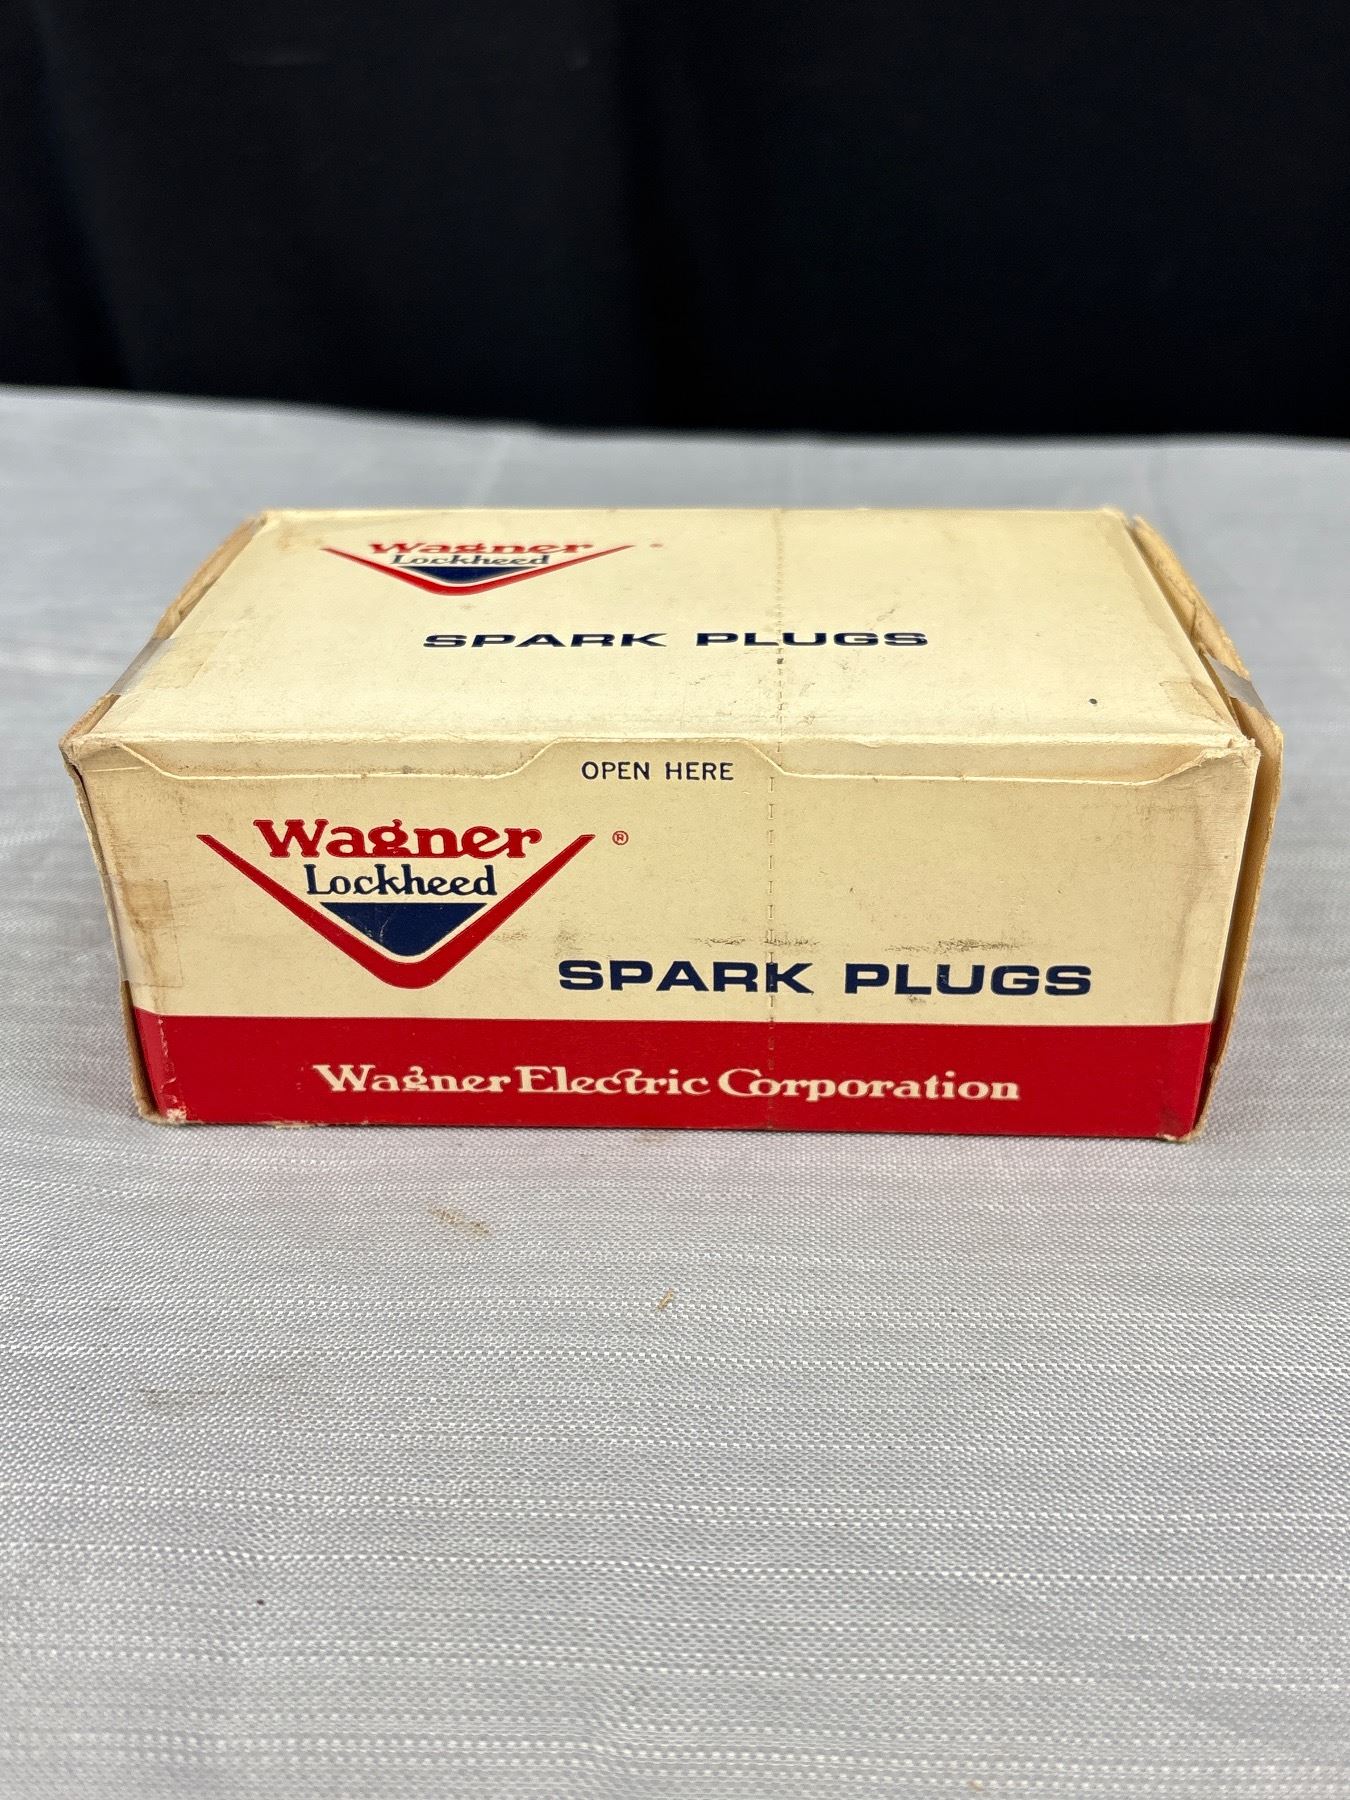 Wagner
Lockheed
SPARK PLUGS
OPEN HERE
Wagner ®
Lockheed
SPARK PLUGS
Wagner Electric Corporation